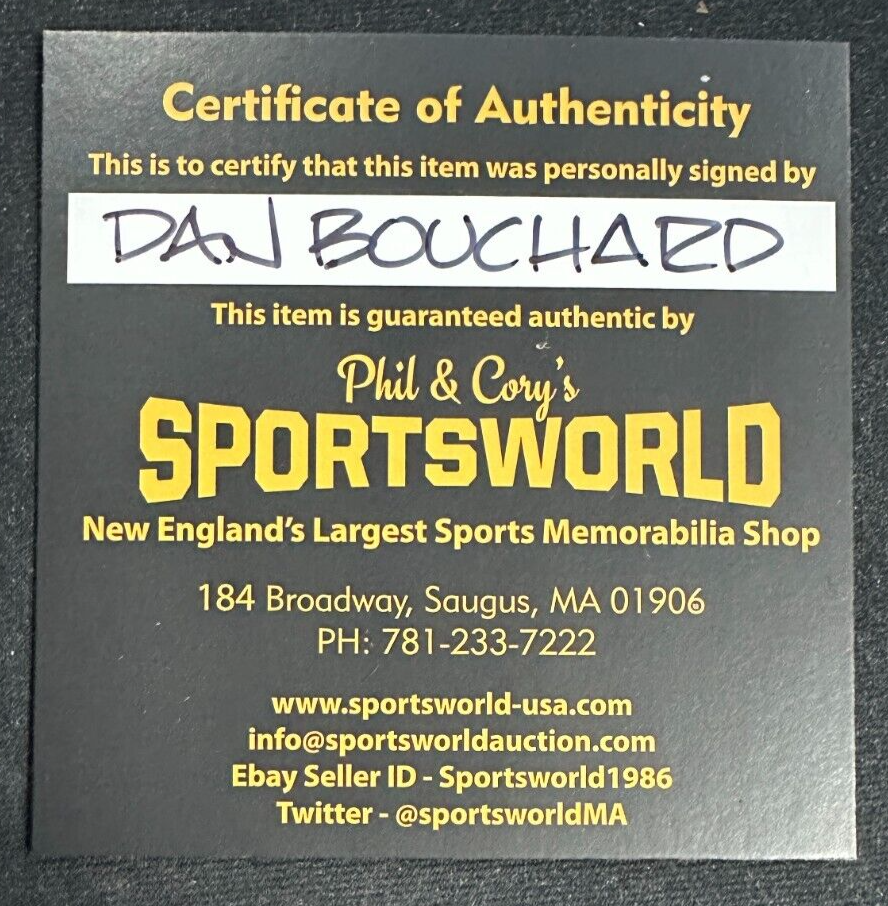 Certificate of Authenticity
This is to certify that this item was personally signed by
DAN BOUCHARD
This item is guaranteed authentic by
Phil & Cory's
SPORTSWORLD
New England's Largest Sports Memorabilia Shop
184 Broadway, Saugus, MA 01906
PH: 781-233-7222
www.sportsworld-usa.com
info@sportsworldauction.com
Ebay Seller ID - Sportsworld1986
Twitter - @sportsworldMA